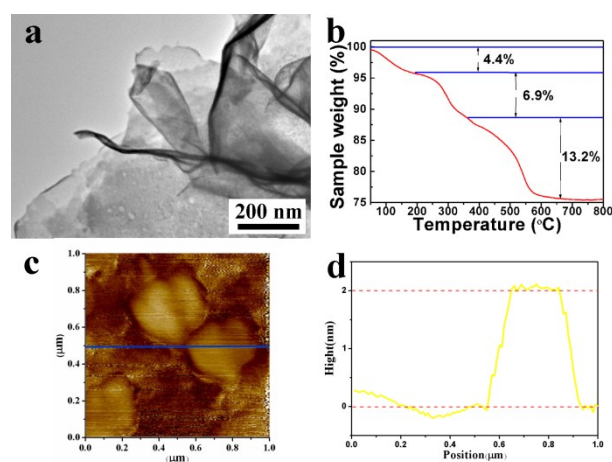 a
200 nm
b
Sample weight (%)
100
95
90
85
80
75
4.4%
6.9%
13.2%
100 200 300 400 500 600 700 800
Temperature (°C)
c
(µm)
1.0
0.8
0.6
0.4
0.2
0.0
0.0 0.2 0.4 0.6 0.8 1.0
(µm)
d
Hight(nm)
2
1
0
0.0 0.2 0.4 0.6 0.8 1.0
Position(µm)